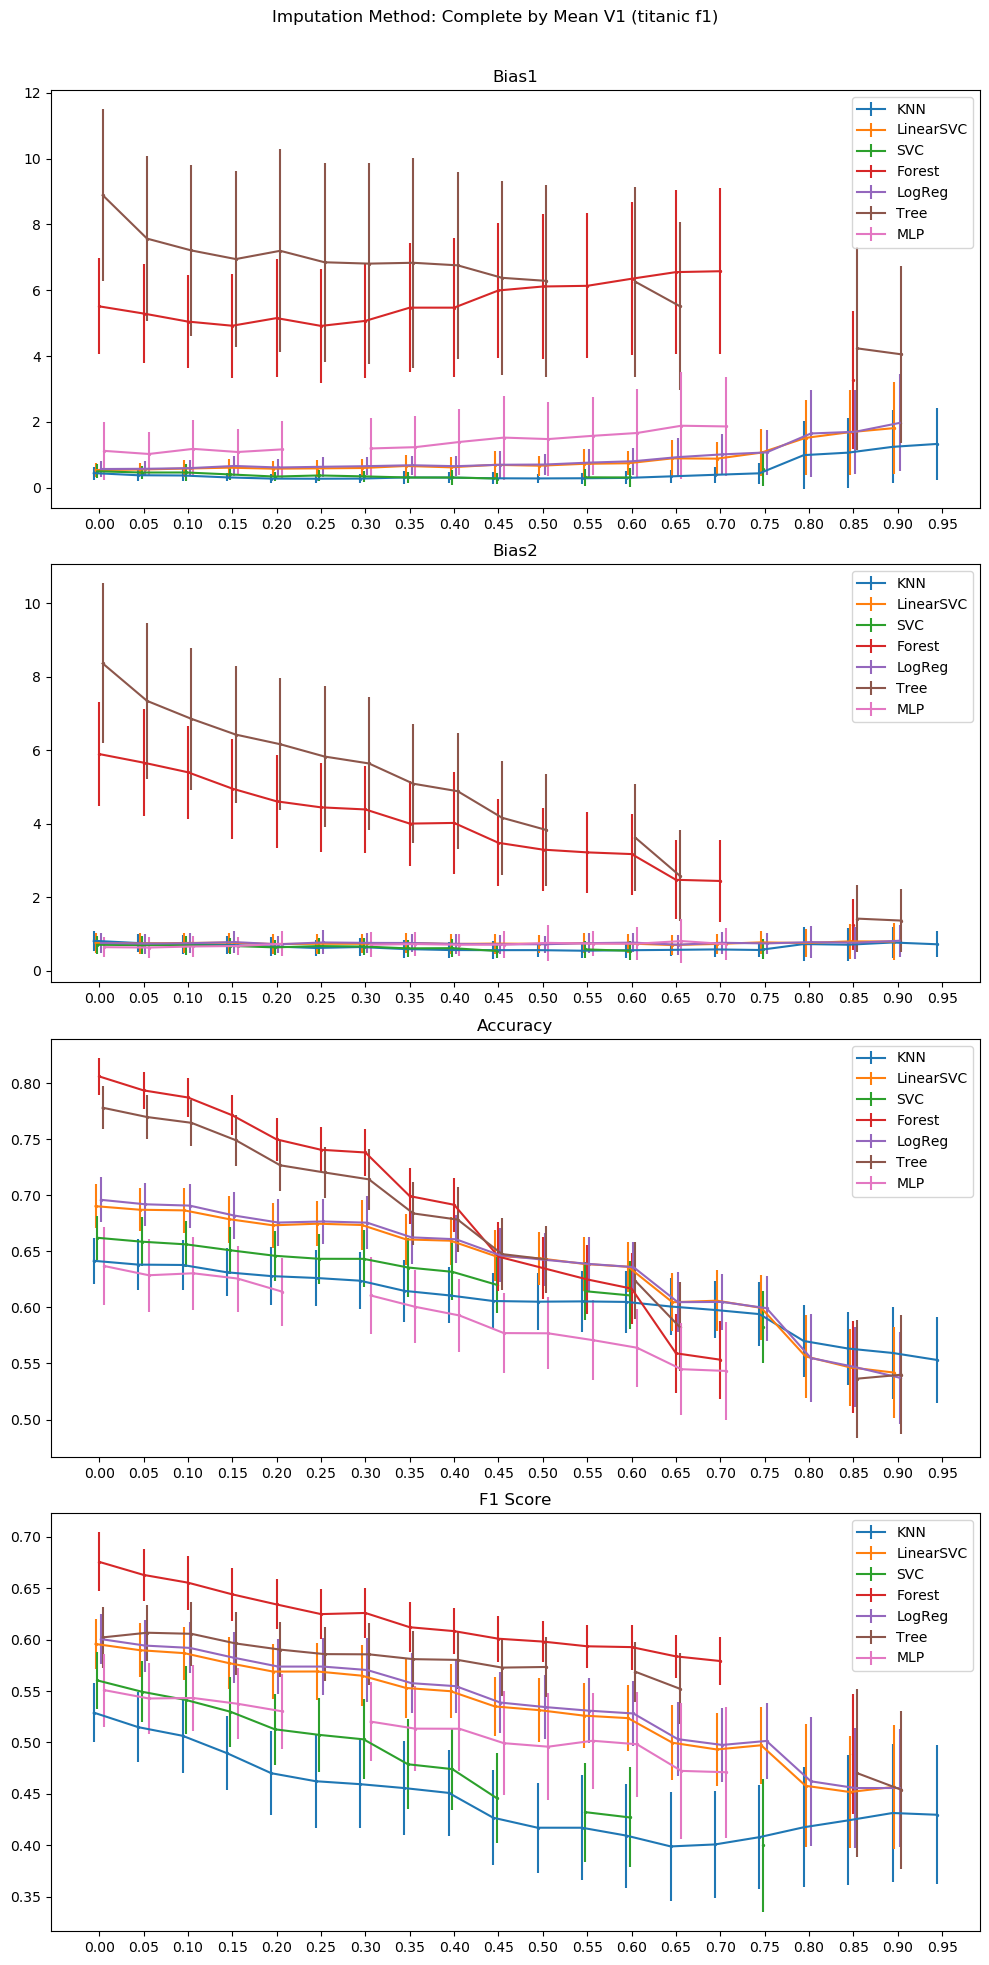 Imputation Method: Complete by Mean V1 (titanic f1)
Bias1
12
10
8
6
4
2
0
KNN
LinearSVC
SVC
Forest
LogReg
Tree
MLP
0.00 0.05 0.10 0.15 0.20 0.25 0.30 0.35 0.40 0.45 0.50 0.55 0.60 0.65 0.70 0.75 0.80 0.85 0.90 0.95
Bias2
10
8
6
4
2
0
KNN
LinearSVC
SVC
Forest
LogReg
Tree
MLP
0.00 0.05 0.10 0.15 0.20 0.25 0.30 0.35 0.40 0.45 0.50 0.55 0.60 0.65 0.70 0.75 0.80 0.85 0.90 0.95
Accuracy
0.80
0.75
0.70
0.65
0.60
0.55
0.50
KNN
LinearSVC
SVC
Forest
LogReg
Tree
MLP
0.00 0.05 0.10 0.15 0.20 0.25 0.30 0.35 0.40 0.45 0.50 0.55 0.60 0.65 0.70 0.75 0.80 0.85 0.90 0.95
F1 Score
0.70
0.65
0.60
0.55
0.50
0.45
0.40
0.35
KNN
LinearSVC
SVC
Forest
LogReg
Tree
MLP
0.00 0.05 0.10 0.15 0.20 0.25 0.30 0.35 0.40 0.45 0.50 0.55 0.60 0.65 0.70 0.75 0.80 0.85 0.90 0.95